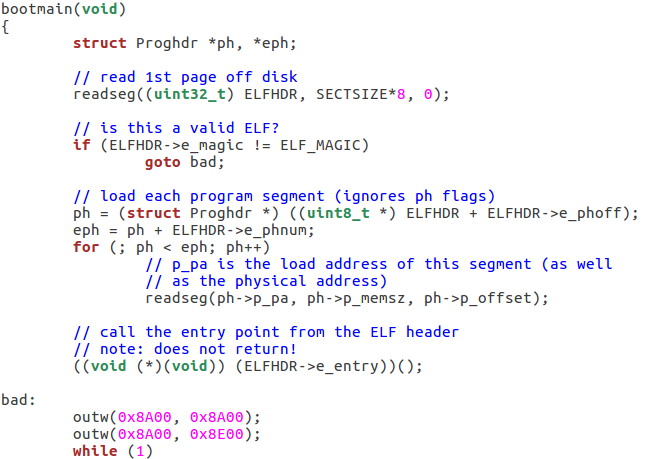 bootmain(void)
{
struct Proghdr *ph, *eph;
// read 1st page off disk
readseg((uint32_t) ELFHDR, SECTSIZE*8, 0);
// is this a valid ELF?
if (ELFHDR->e_magic != ELF_MAGIC)
goto bad;
// load each program segment (ignores ph flags)
ph = (struct Proghdr *) ((uint8_t *) ELFHDR + ELFHDR->e_phoff);
eph = ph + ELFHDR->e_phnum;
for (; ph < eph; ph++)
// p_pa is the load address of this segment (as well
// as the physical address)
readseg(ph->p_pa, ph->p_memsz, ph->p_offset);
// call the entry point from the ELF header
// note: does not return!
((void (*)(void)) (ELFHDR->e_entry))();
bad:
outw(0x8A00, 0x8A00);
outw(0x8A00, 0x8E00);
while (1)